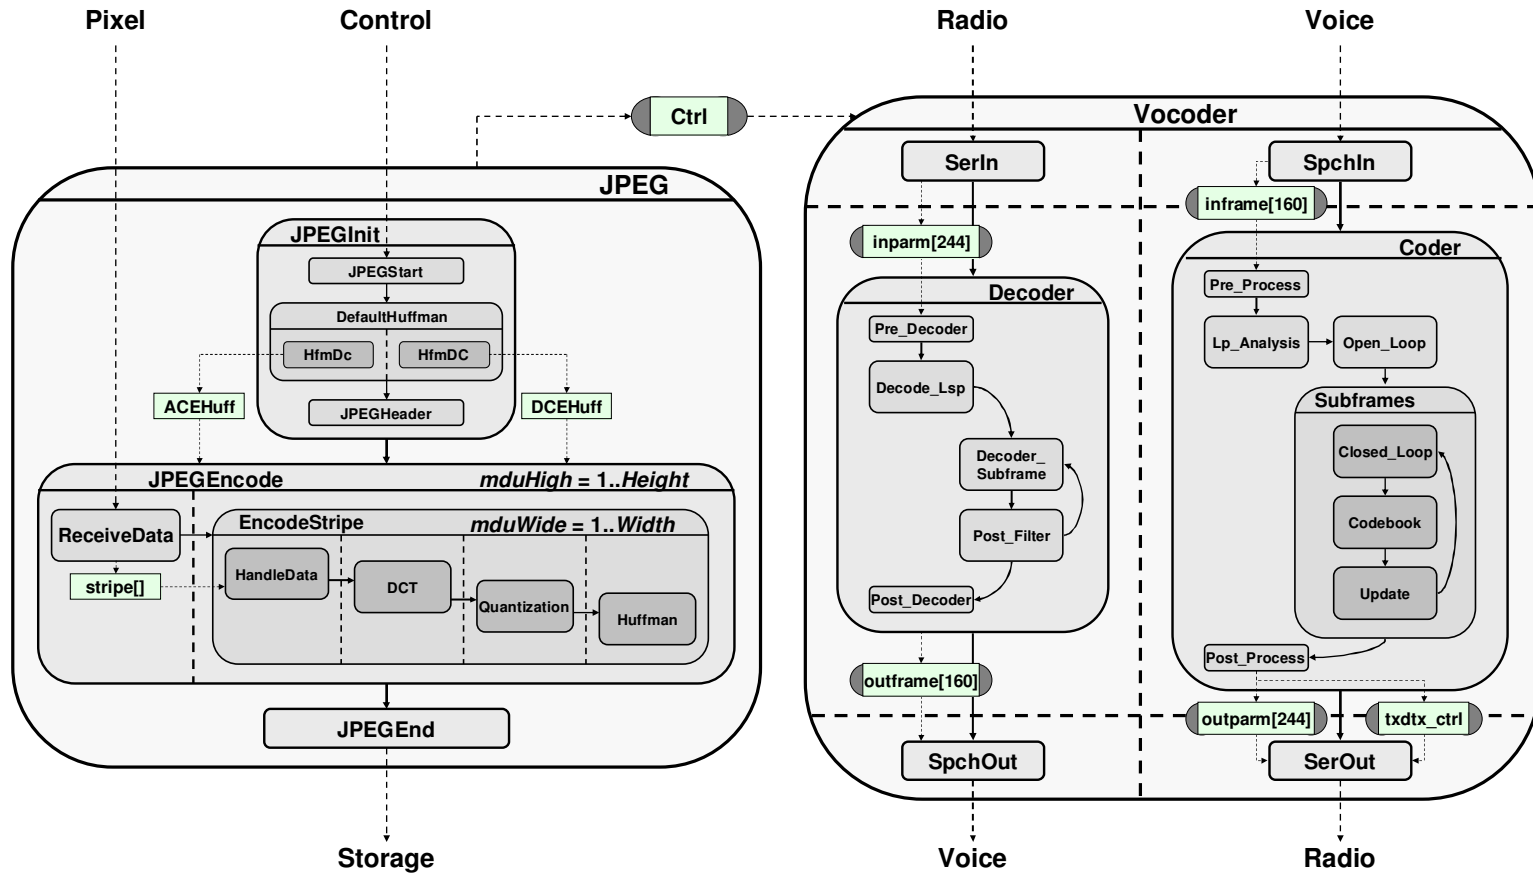 Pixel
Control
Radio
Voice
Ctrl
JPEG
JPEGInit
JPEGStart
DefaultHuffman
HfmDc
HfmDC
ACEHuff
JPEGHeader
DCEHuff
JPEGEncode
mduHigh = 1..Height
ReceiveData
stripe[]
EncodeStripe
mduWide = 1..Width
HandleData
DCT
Quantization
Huffman
JPEGEnd
Storage
Vocoder
SerIn
inparm[244]
Decoder
Pre_Decoder
Decode_Lsp
Decoder_
Subframe
Post_Filter
Post_Decoder
outframe[160]
SpchOut
Voice
SpchIn
inframe[160]
Coder
Pre_Process
Lp_Analysis
Open_Loop
Subframes
Closed_Loop
Codebook
Update
Post_Process
outparm[244]
txdtx_ctrl
SerOut
Radio